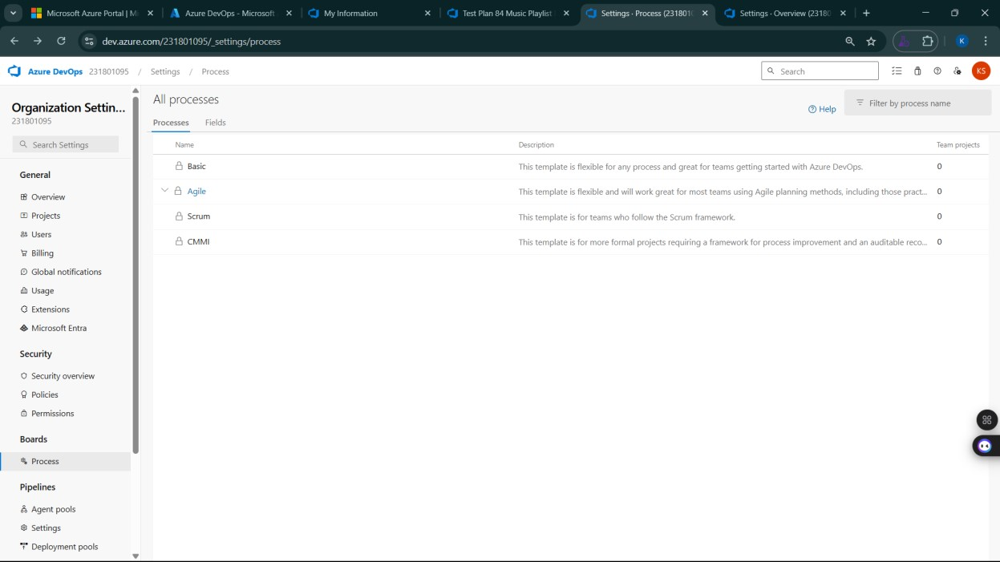 Microsoft Azure Portal | Mi
Azure DevOps - Microsoft
My Information
Test Plan 84 Music Playlist
Settings · Process (231801
Settings · Overview (23180
dev.azure.com/231801095/_settings/process
K
Azure DevOps 231801095 / Settings / Process
Search
KS
Organization Settin...
231801095
Search Settings
General
Overview
Projects
Users
Billing
Global notifications
Usage
Extensions
Microsoft Entra
Security
Security overview
Policies
Permissions
Boards
Process
Pipelines
Agent pools
Settings
Deployment pools
All processes
Help
Filter by process name
Processes Fields
Name Description Team projects
Basic This template is flexible for any process and great for teams getting started with Azure DevOps. 0
Agile This template is flexible and will work great for most teams using Agile planning methods, including those pract... 0
Scrum This template is for teams who follow the Scrum framework. 0
CMMI This template is for more formal projects requiring a framework for process improvement and an auditable reco... 0